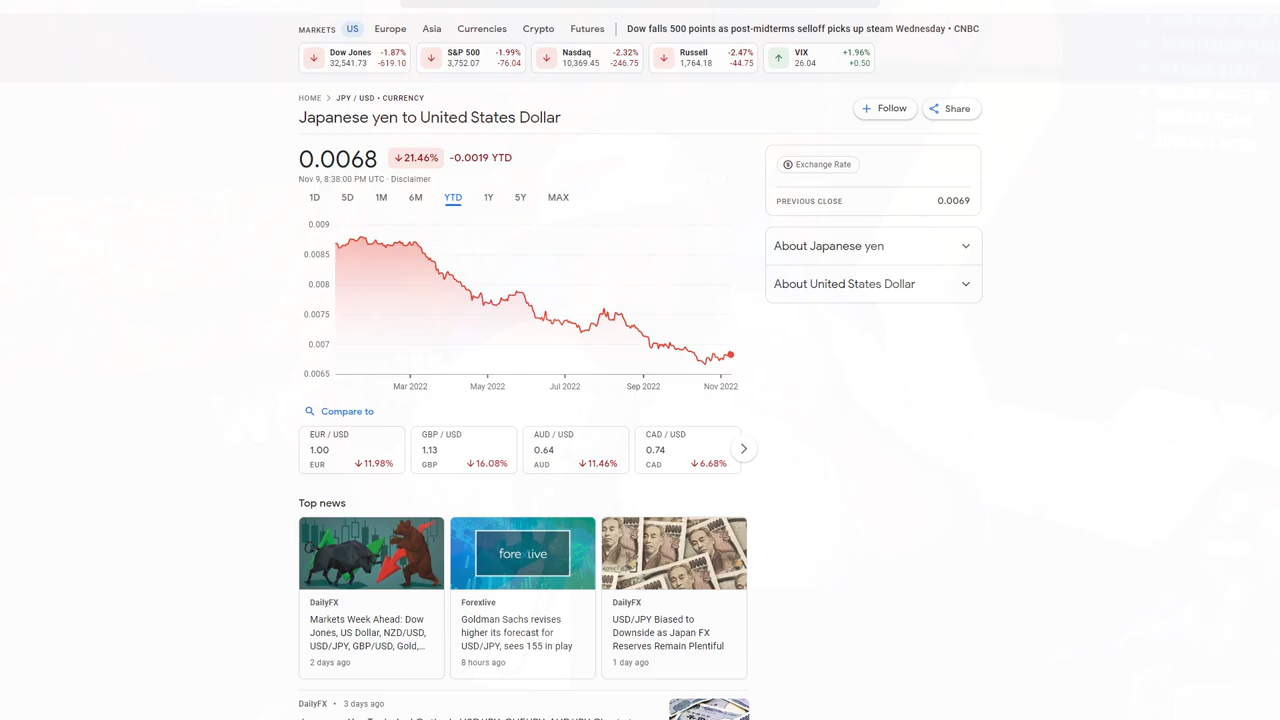 MARKETS US Europe Asia Currencies Crypto Futures Dow falls 500 points as post-midterms selloff picks up steam Wednesday • CNBC
Dow Jones -1.87% S&P 500 -1.99% Nasdaq -2.32% Russell -2.47% VIX +1.96%
32,541.73 -619.10 3,752.07 -76.04 10,369.45 -246.75 1,764.18 -44.75 26.04 +0.50
HOME > JPY / USD • CURRENCY
Japanese yen to United States Dollar
Follow Share
0.0068 21.46% -0.0019 YTD
Nov 9, 8:38:00 PM UTC · Disclaimer
1D 5D 1M 6M YTD 1Y 5Y MAX
0.009
0.0085
0.008
0.0075
0.007
0.0065
Mar 2022 May 2022 Jul 2022 Sep 2022 Nov 2022
Exchange Rate
PREVIOUS CLOSE 0.0069
About Japanese yen
About United States Dollar
Compare to
EUR / USD GBP / USD AUD / USD CAD / USD
1.00 1.13 0.64 0.74
EUR 11.98% GBP 16.08% AUD 11.46% CAD 6.68%
Top news
forexlive
DailyFX
Markets Week Ahead: Dow
Jones, US Dollar, NZD/USD,
USD/JPY, GBP/USD, Gold,...
2 days ago
Forexlive
Goldman Sachs revises
higher its forecast for
USD/JPY, sees 155 in play
8 hours ago
DailyFX
USD/JPY Biased to
Downside as Japan FX
Reserves Remain Plentiful
1 day ago
DailyFX • 3 days ago